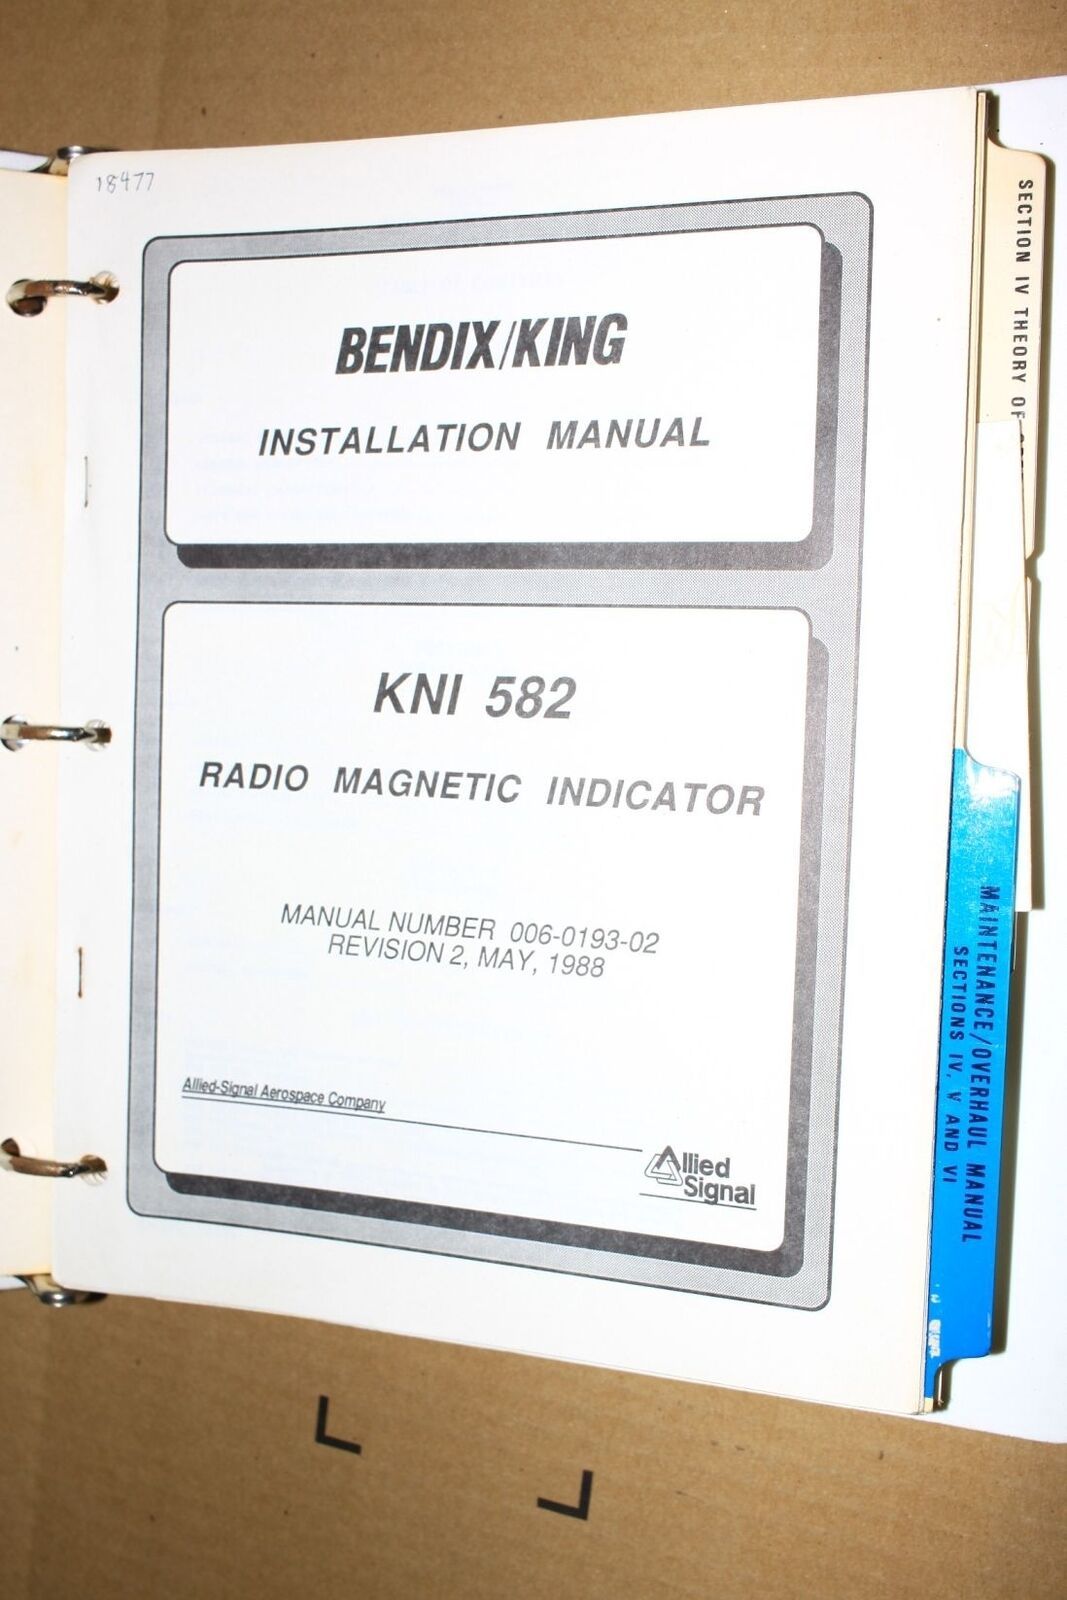 18477
BENDIX/KING
INSTALLATION MANUAL
KNI 582
RADIO MAGNETIC INDICATOR
MANUAL NUMBER 006-0193-02
REVISION 2, MAY, 1988
Allied-Signal Aerospace Company
Allied
Signal
SECTION IV THEORY OF
MAINTENANCE/OVERHAUL MANUAL
SECTIONS IV, V AND VI